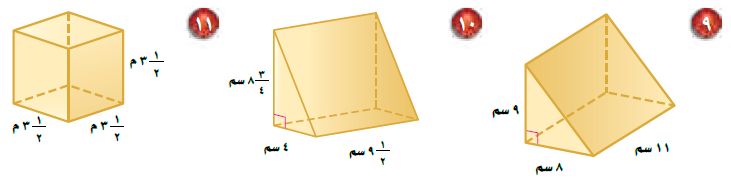 ٩
٩ سم
٨ سم
١١ سم
١٠
٨ ٣/٤ سم
٤ سم
٩ ١/٢ سم
١١
٣ ١/٢ م
٣ ١/٢ م
٣ ١/٢ م